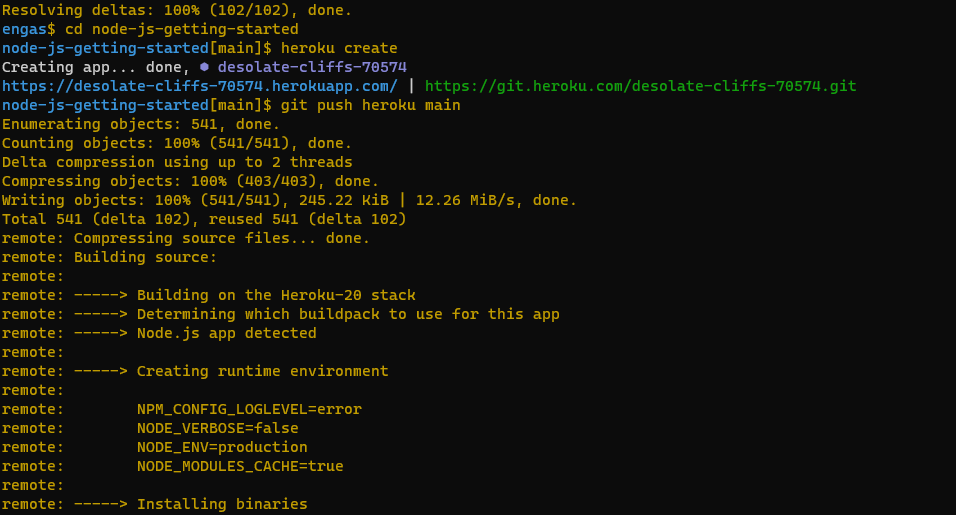 Resolving deltas: 100% (102/102), done.
engas$ cd node-js-getting-started
node-js-getting-started[main]$ heroku create
Creating app... done, ⬢ desolate-cliffs-70574
https://desolate-cliffs-70574.herokuapp.com/ | https://git.heroku.com/desolate-cliffs-70574.git
node-js-getting-started[main]$ git push heroku main
Enumerating objects: 541, done.
Counting objects: 100% (541/541), done.
Delta compression using up to 2 threads
Compressing objects: 100% (403/403), done.
Writing objects: 100% (541/541), 245.22 KiB | 12.26 MiB/s, done.
Total 541 (delta 102), reused 541 (delta 102)
remote: Compressing source files... done.
remote: Building source:
remote:
remote: -----> Building on the Heroku-20 stack
remote: -----> Determining which buildpack to use for this app
remote: -----> Node.js app detected
remote:
remote: -----> Creating runtime environment
remote:
remote:        NPM_CONFIG_LOGLEVEL=error
remote:        NODE_VERBOSE=false
remote:        NODE_ENV=production
remote:        NODE_MODULES_CACHE=true
remote:
remote: -----> Installing binaries